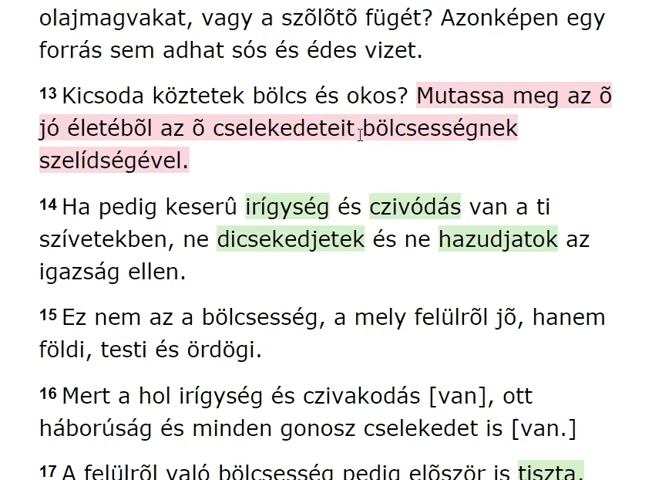 olajmagvakat, vagy a szõlõtõ fügét? Azonképen egy
forrás sem adhat sós és édes vizet.
13 Kicsoda köztetek bölcs és okos? Mutassa meg az õ
jó életébõl az õ cselekedeteit bölcsességnek
szelídségével.
14 Ha pedig keserû irígység és czivódás van a ti
szívetekben, ne dicsekedjetek és ne hazudjatok az
igazság ellen.
15 Ez nem az a bölcsesség, a mely felülrõl jõ, hanem
földi, testi és ördögi.
16 Mert a hol irígység és czivakodás [van], ott
háborúság és minden gonosz cselekedet is [van.]
17 A felülrõl való bölcsesség pedig elõször is tiszta,